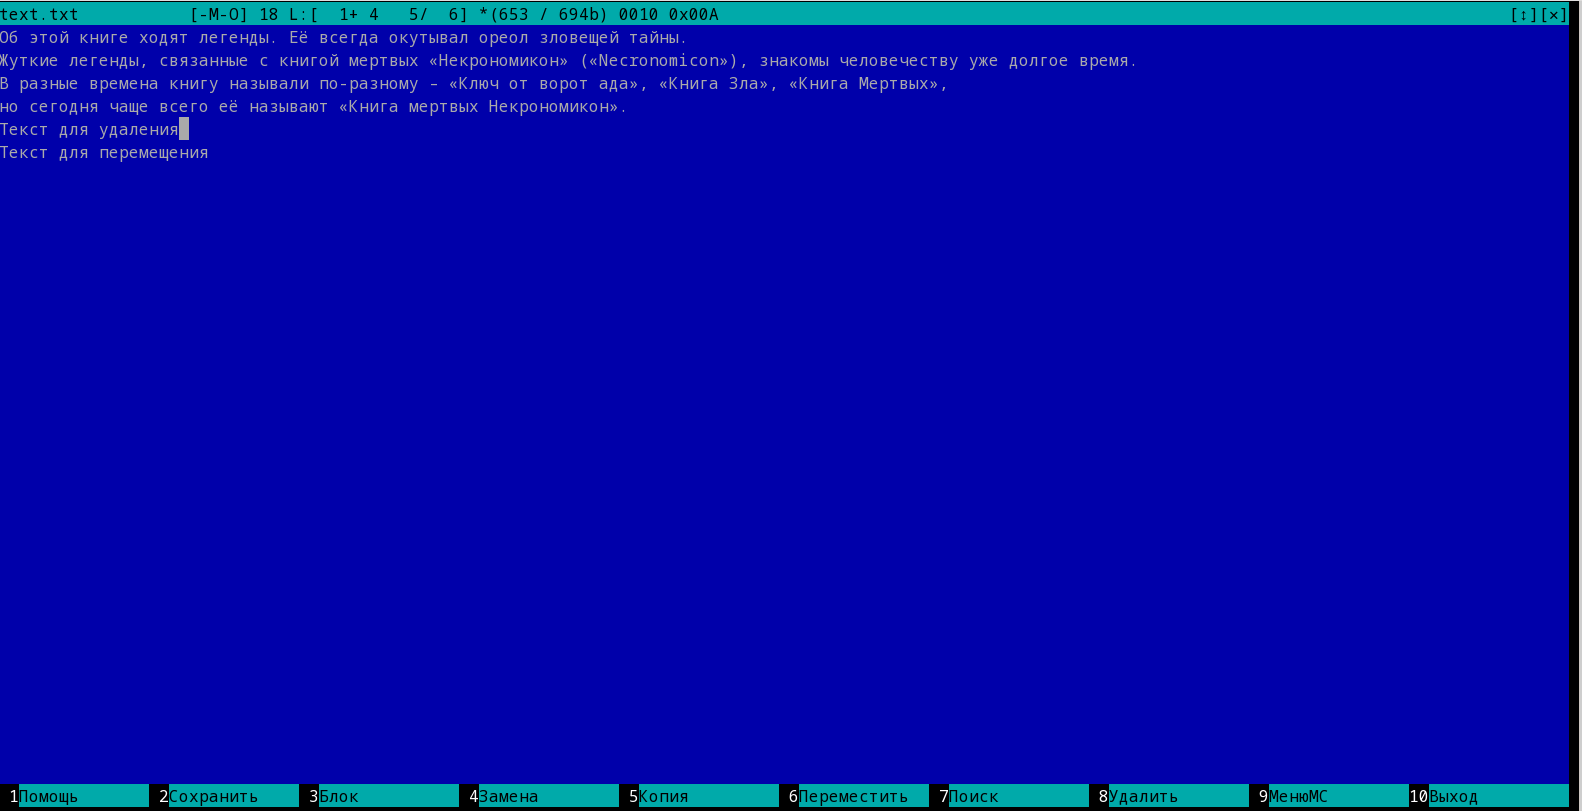 text.txt [-M-O] 18 L:[ 1+ 4 5/ 6] *(653 / 694b) 0010 0x00A [↕][×]
Об этой книге ходят легенды. Её всегда окутывал ореол зловещей тайны.
Жуткие легенды, связанные с книгой мертвых «Некрономикон» («Necronomicon»), знакомы человечеству уже долгое время.
В разные времена книгу называли по-разному – «Ключ от ворот ада», «Книга Зла», «Книга Мертвых»,
но сегодня чаще всего её называют «Книга мертвых Некрономикон».
Текст для удаления
Текст для перемещения
1Помощь 2Сохранить 3Блок 4Замена 5Копия 6Переместить 7Поиск 8Удалить 9МенюMC 10Выход